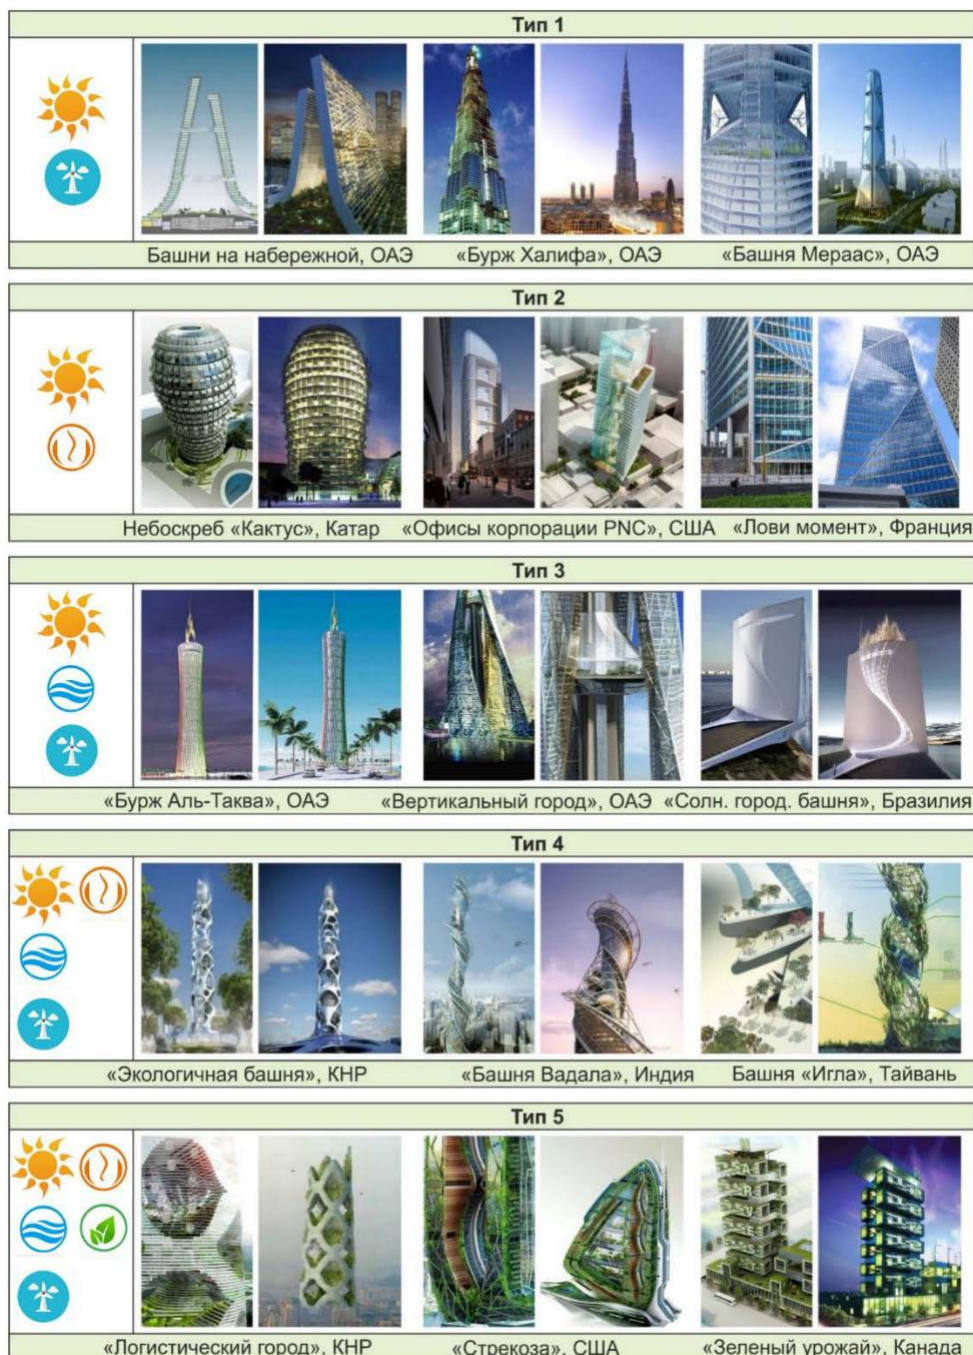 Тип 1
Башни на набережной, ОАЭ «Бурж Халифа», ОАЭ «Башня Мераас», ОАЭ
Тип 2
Небоскреб «Кактус», Катар «Офисы корпорации PNC», США «Лови момент», Франция
Тип 3
«Бурж Аль-Таква», ОАЭ «Вертикальный город», ОАЭ «Солн. город. башня», Бразилия
Тип 4
«Экологичная башня», КНР «Башня Вадала», Индия Башня «Игла», Тайвань
Тип 5
«Логистический город», КНР «Стрекоза», США «Зеленый урожай», Канада